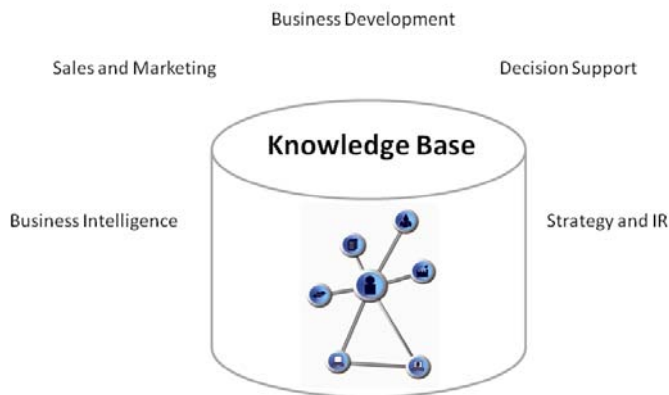 Business Development
Sales and Marketing
Decision Support
Knowledge Base
Business Intelligence
Strategy and IR